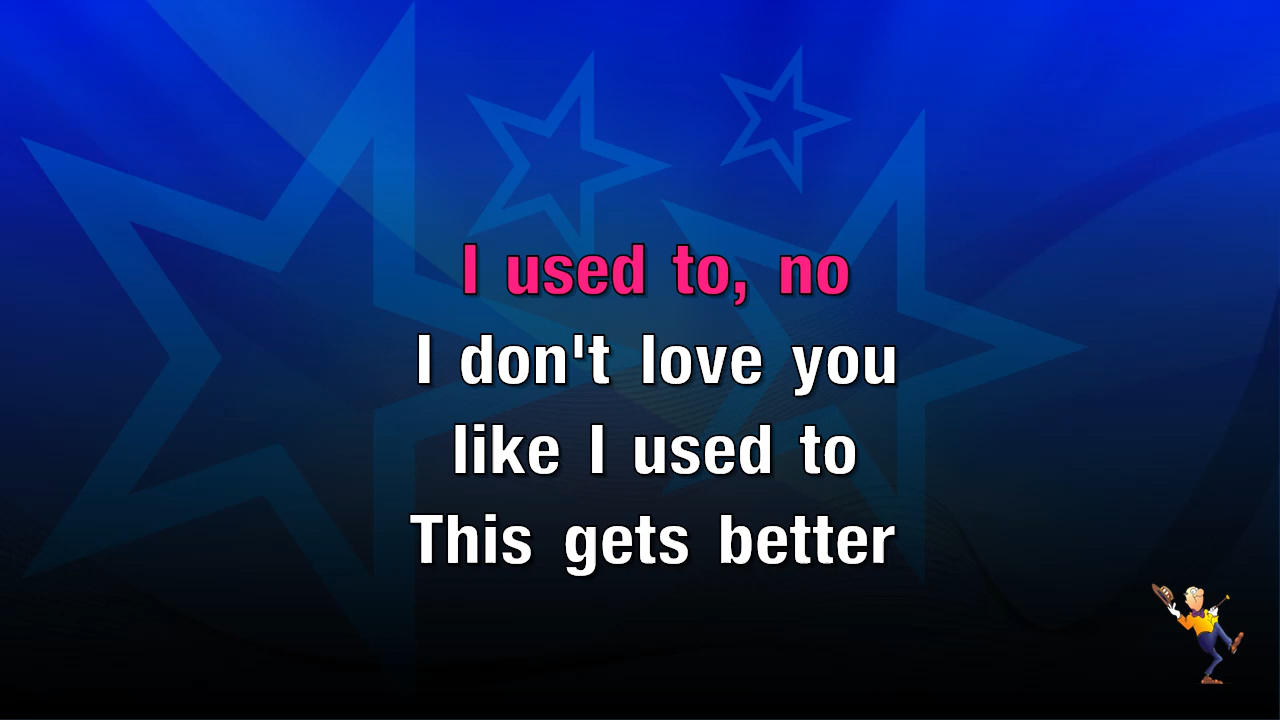 I used to, no
I don't love you
like I used to
This gets better